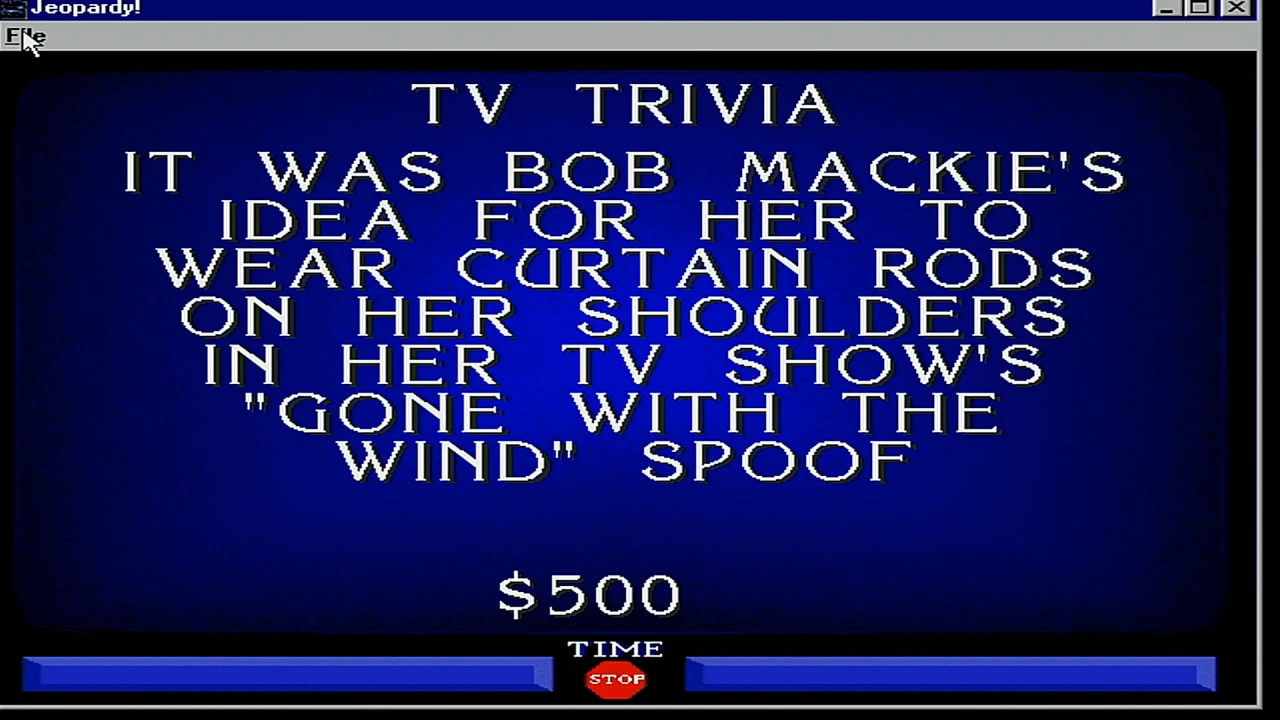 Jeopardy!
File
TV TRIVIA
IT WAS BOB MACKIE'S
IDEA FOR HER TO
WEAR CURTAIN RODS
ON HER SHOULDERS
IN HER TV SHOW'S
"GONE WITH THE
WIND" SPOOF
$500
TIME
STOP